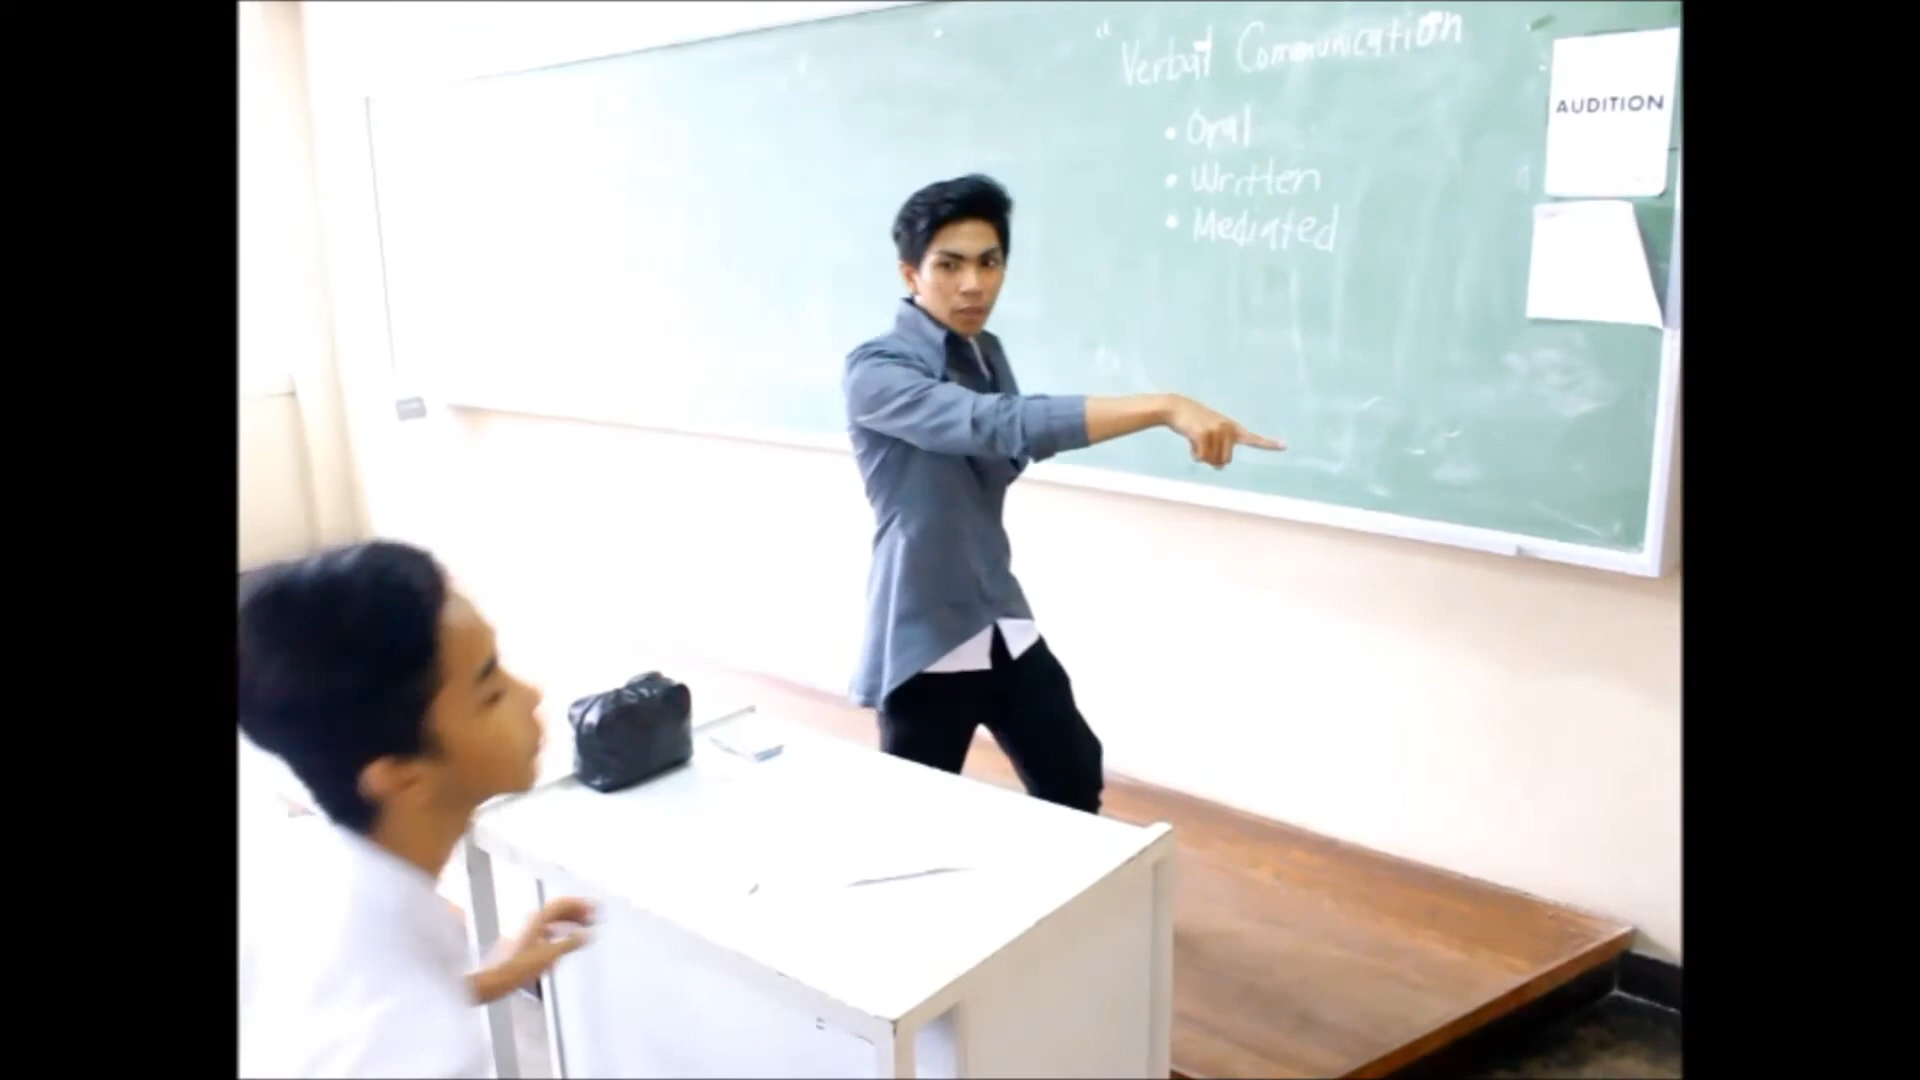 " Verbal Communication
• Oral
• Written
• Mediated
AUDITION